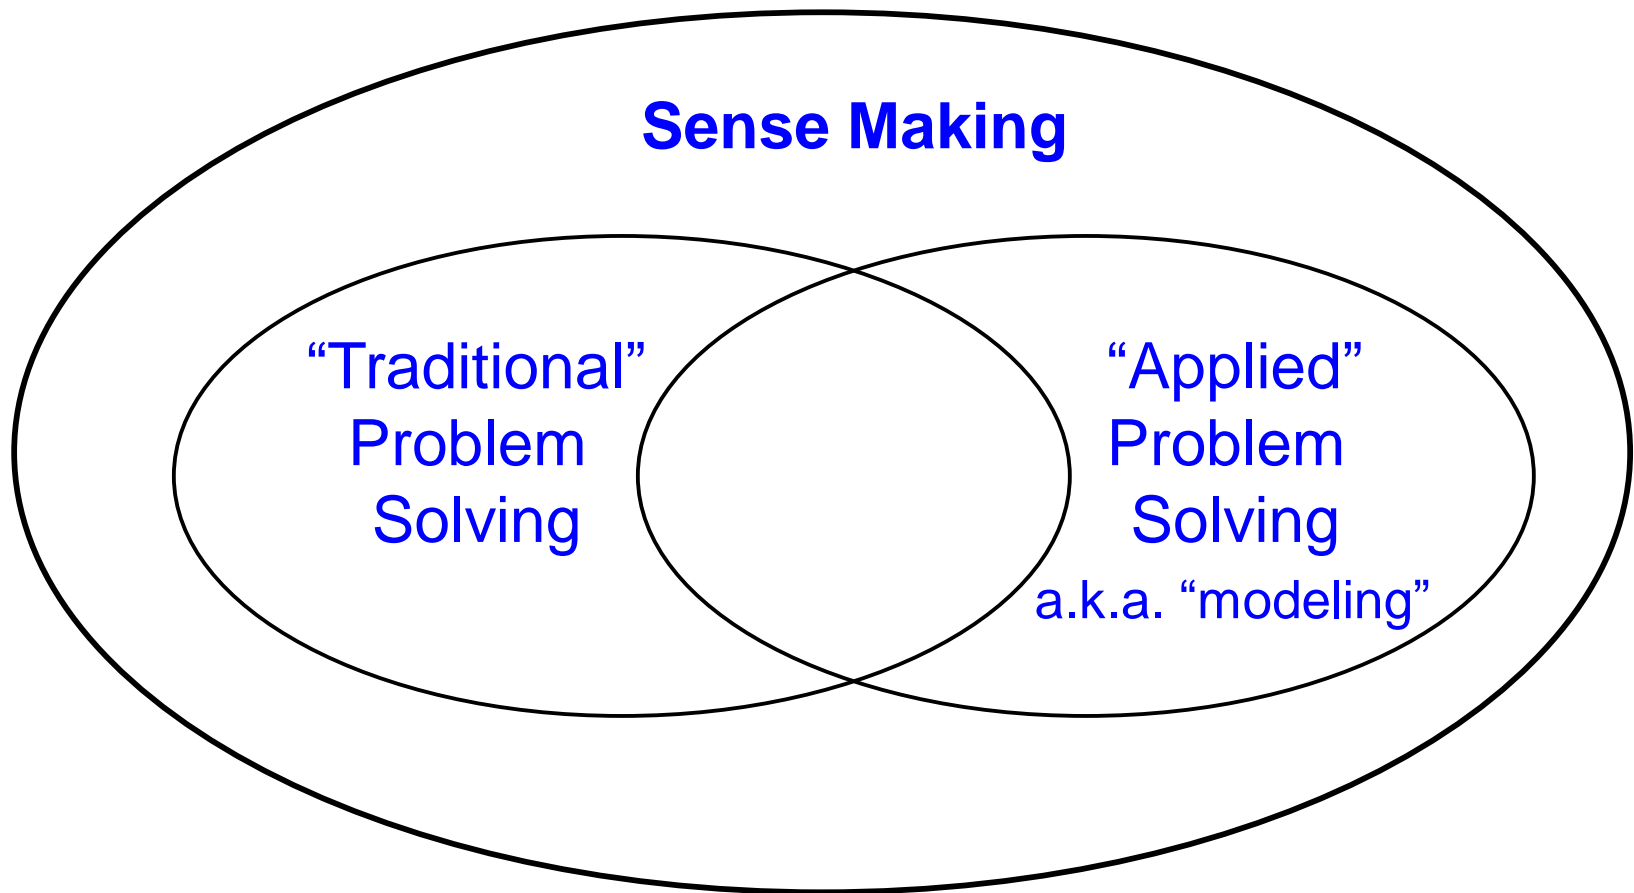 Sense Making
“Traditional”
Problem
Solving
“Applied”
Problem
Solving
a.k.a. “modeling”